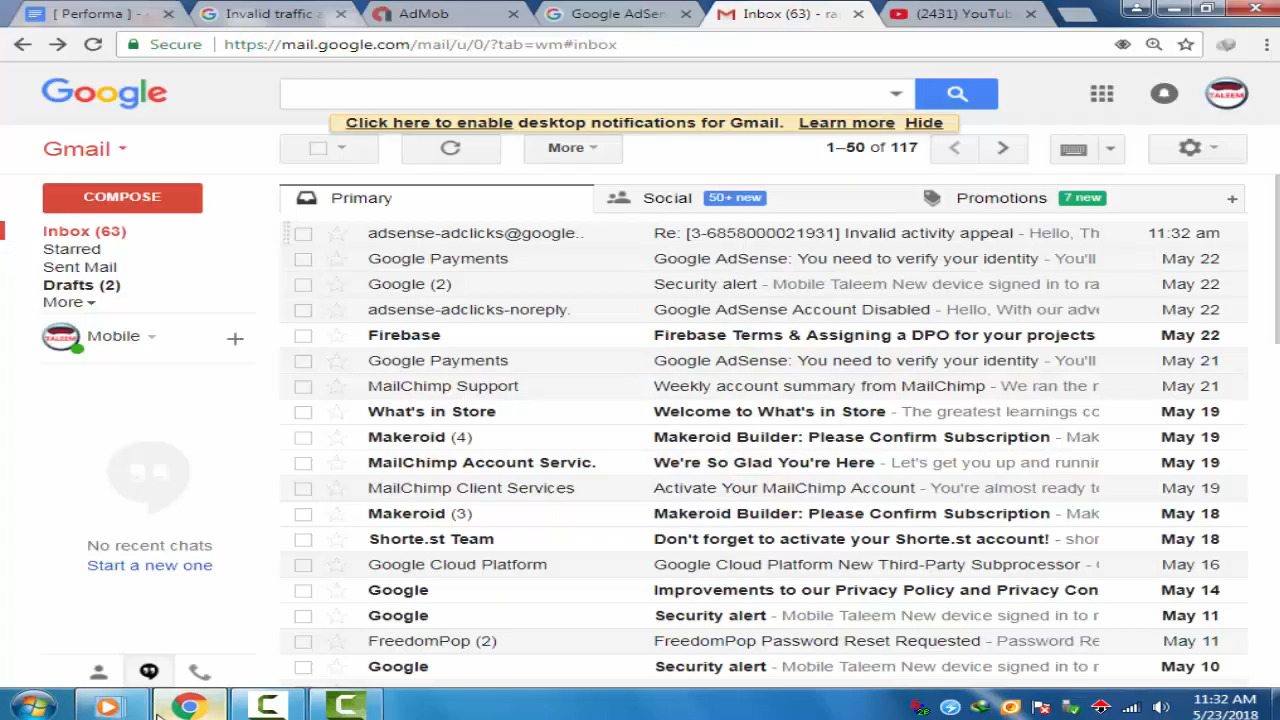 [ Performa ] -
Invalid traffic
AdMob
Google AdSen
Inbox (63) - ra
(2431) YouTub
Secure
https://mail.google.com/mail/u/0/?tab=wm#inbox
Google
TALEEM
Click here to enable desktop notifications for Gmail. Learn more Hide
Gmail
More
1–50 of 117
COMPOSE
Primary
Social 50+ new
Promotions 7 new
+
Inbox (63)
Starred
Sent Mail
Drafts (2)
More
TALEEM
Mobile
No recent chats
Start a new one
adsense-adclicks@google.. Re: [3-6858000021931] Invalid activity appeal - Hello, Th 11:32 am
Google Payments Google AdSense: You need to verify your identity - You'll May 22
Google (2) Security alert - Mobile Taleem New device signed in to ra May 22
adsense-adclicks-noreply. Google AdSense Account Disabled - Hello, With our adve May 22
Firebase Firebase Terms & Assigning a DPO for your projects May 22
Google Payments Google AdSense: You need to verify your identity - You'll May 21
MailChimp Support Weekly account summary from MailChimp - We ran the r May 21
What's in Store Welcome to What's in Store - The greatest learnings co May 19
Makeroid (4) Makeroid Builder: Please Confirm Subscription - Mak May 19
MailChimp Account Servic. We're So Glad You're Here - Let's get you up and runnin May 19
MailChimp Client Services Activate Your MailChimp Account - You're almost ready to May 19
Makeroid (3) Makeroid Builder: Please Confirm Subscription - Mak May 18
Shorte.st Team Don't forget to activate your Shorte.st account! - shor May 18
Google Cloud Platform Google Cloud Platform New Third-Party Subprocessor - May 16
Google Improvements to our Privacy Policy and Privacy Con May 14
Google Security alert - Mobile Taleem New device signed in to r May 11
FreedomPop (2) FreedomPop Password Reset Requested - Password Re May 11
Google Security alert - Mobile Taleem New device signed in to r May 10
11:32 AM
5/23/2018